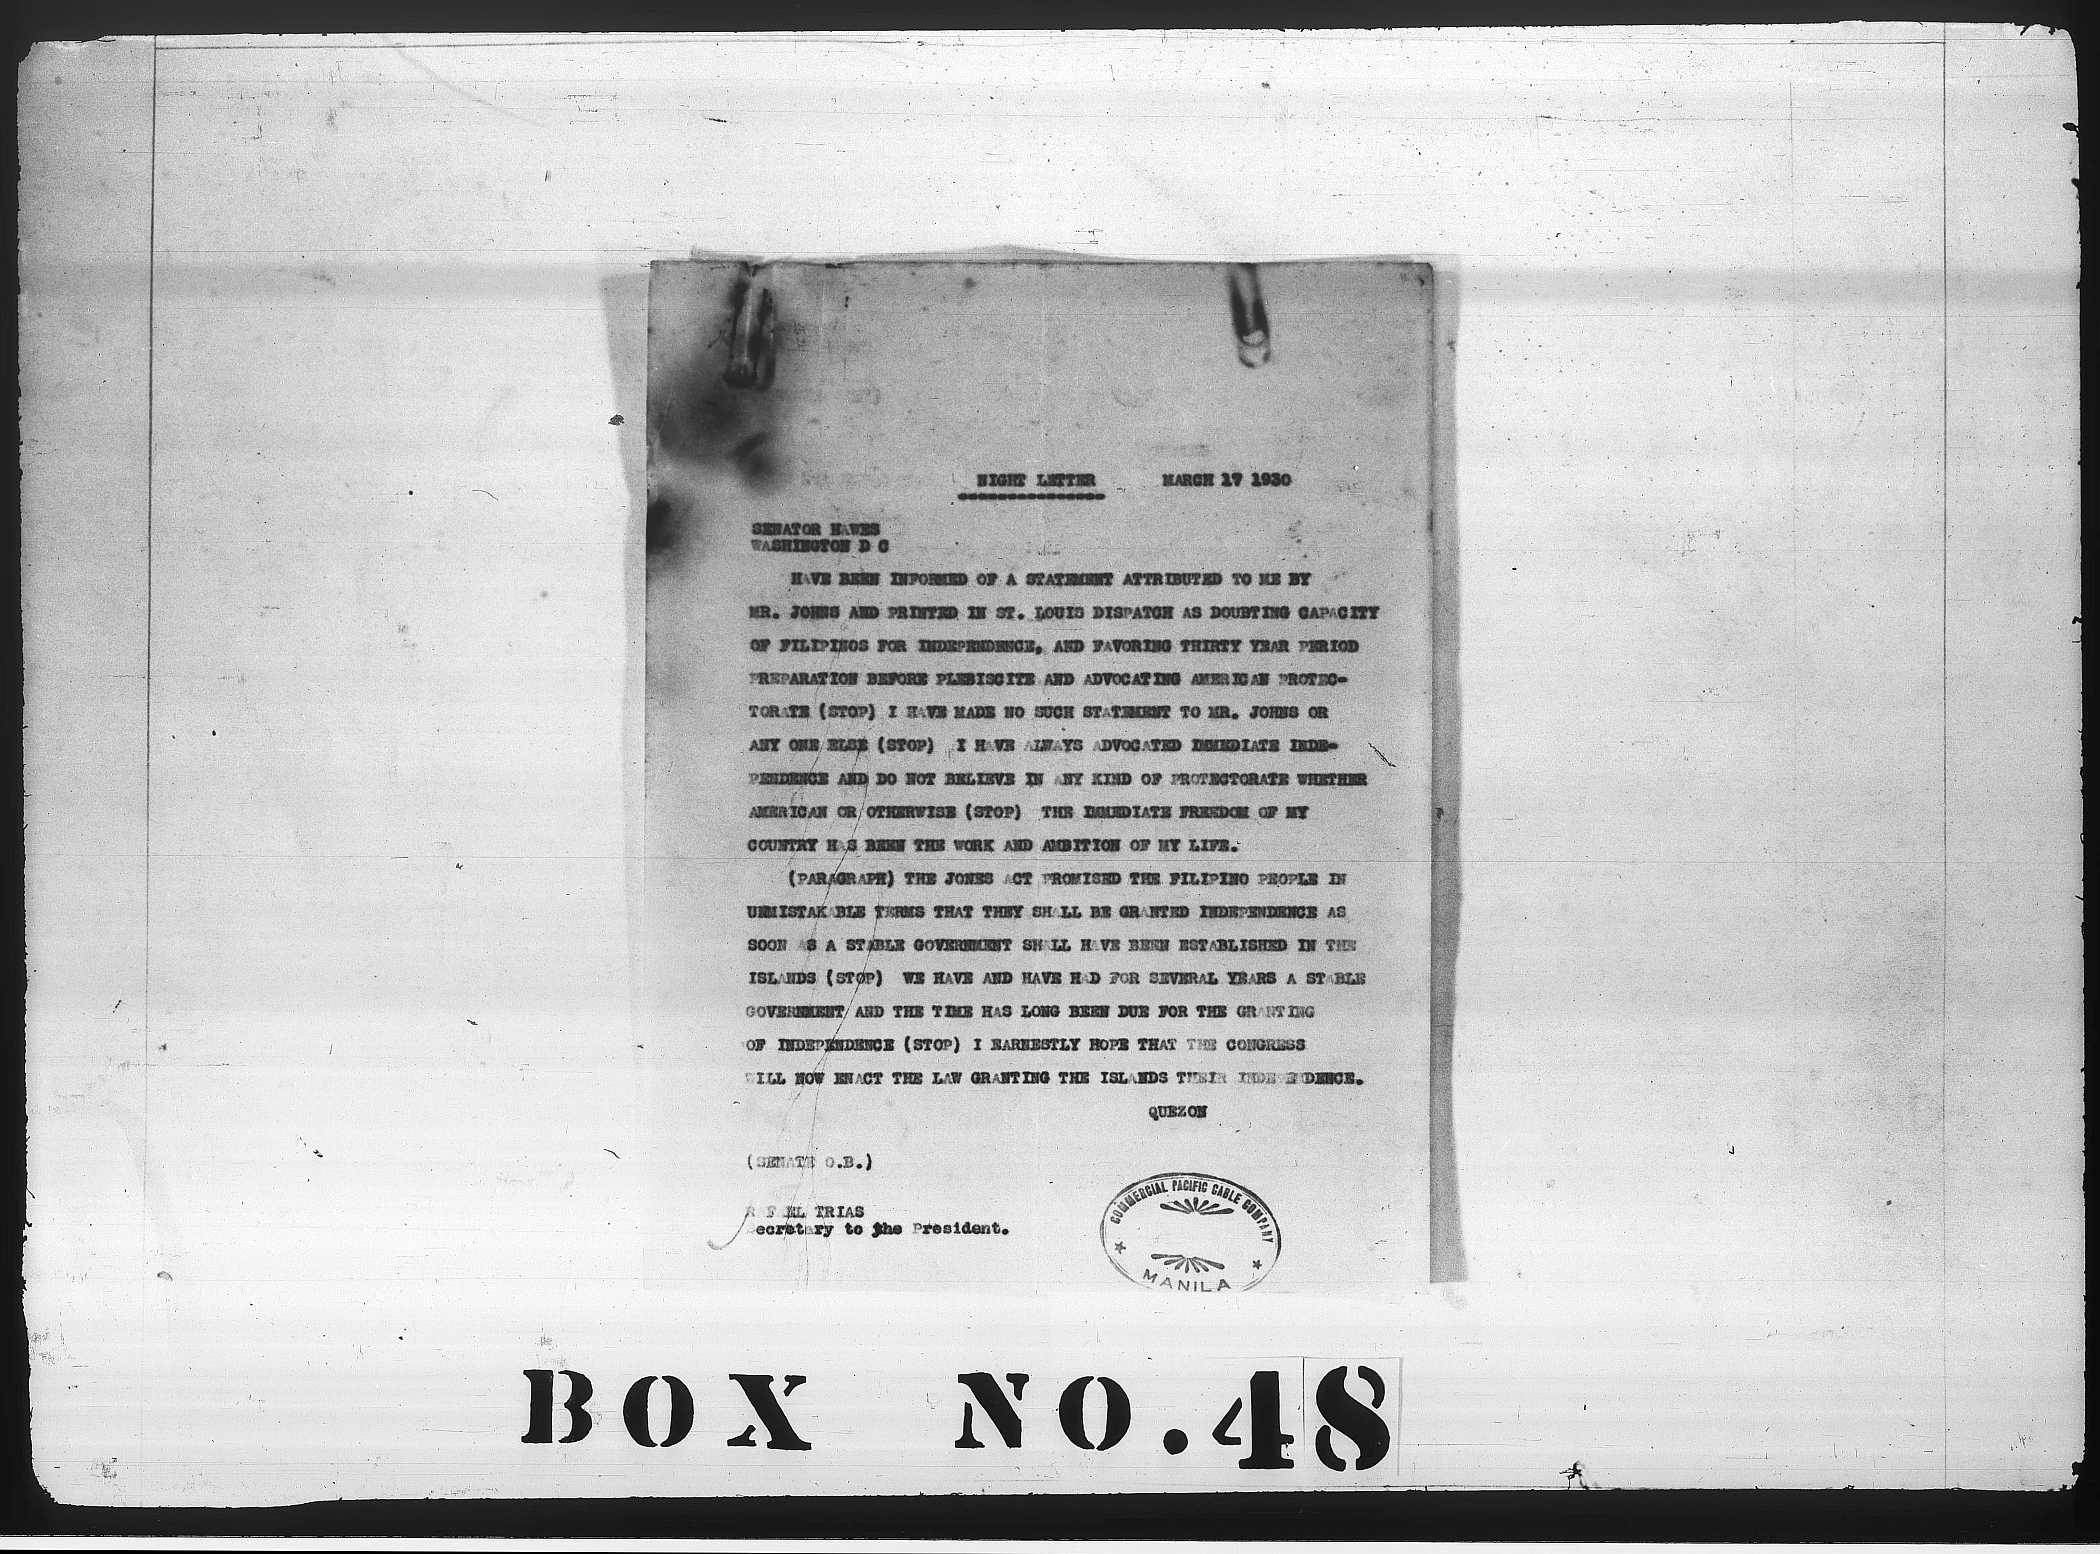 NIGHT LETTER MARCH 17 1930
SENATOR HAWES
WASHINGTON D C
HAVE BEEN INFORMED OF A STATEMENT ATTRIBUTED TO ME BY
MR. JOHNS AND PRINTED IN ST. LOUIS DISPATCH AS DOUBTING CAPACITY
OF FILIPINOS FOR INDEPENDENCE, AND FAVORING THIRTY YEAR PERIOD
PREPARATION BEFORE PLEBISCITE AND ADVOCATING AMERICAN PROTEC-
TORATE (STOP) I HAVE MADE NO SUCH STATEMENT TO MR. JOHNS OR
ANY ONE ELSE (STOP) I HAVE ALWAYS ADVOCATED IMMEDIATE INDE-
PENDENCE AND DO NOT BELIEVE IN ANY KIND OF PROTECTORATE WHETHER
AMERICAN OR OTHERWISE (STOP) THE IMMEDIATE FREEDOM OF MY
COUNTRY HAS BEEN THE WORK AND AMBITION OF MY LIFE.
(PARAGRAPH) THE JONES ACT PROMISED THE FILIPINO PEOPLE IN
UNMISTAKABLE TERMS THAT THEY SHALL BE GRANTED INDEPENDENCE AS
SOON AS A STABLE GOVERNMENT SHALL HAVE BEEN ESTABLISHED IN THE
ISLANDS (STOP) WE HAVE AND HAVE HAD FOR SEVERAL YEARS A STABLE
GOVERNMENT AND THE TIME HAS LONG BEEN DUE FOR THE GRANTING
OF INDEPENDENCE (STOP) I EARNESTLY HOPE THAT THE CONGRESS
WILL NOW ENACT THE LAW GRANTING THE ISLANDS THEIR INDEPENDENCE.
QUEZON
(SENATE O.B.)
RAFAEL TRIAS
Secretary to the President.
COMMERCIAL PACIFIC CABLE COMPANY
MANILA
BOX NO. 48